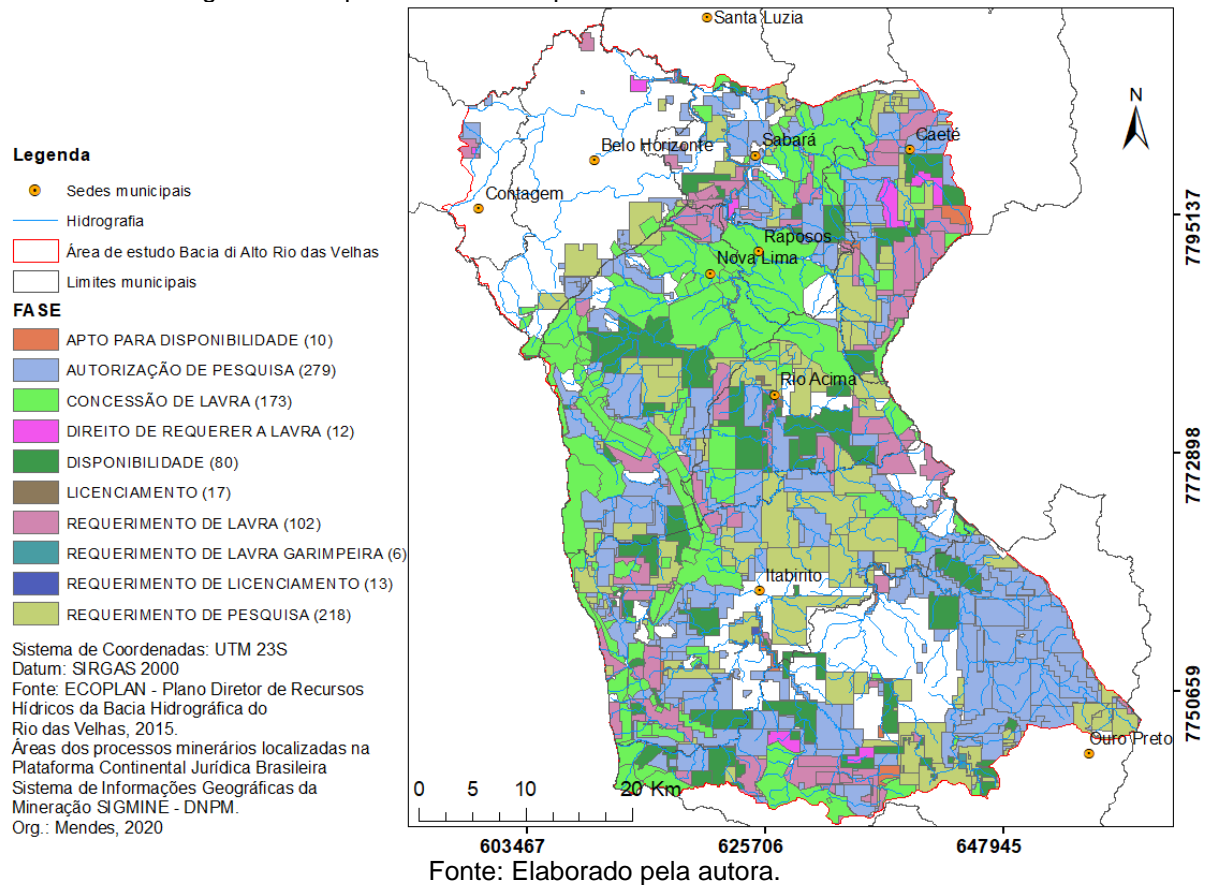 Santa Luzia
N
Belo Horizonte
Sabará
Caeté
Contagem
Raposos
Nova Lima
Rio Acima
Itabirito
Ouro Preto
7795137
7772898
7750659
0 5 10 20 Km
603467 625706 647945
Legenda
Sedes municipais
Hidrografia
Área de estudo Bacia di Alto Rio das Velhas
Limites municipais
FASE
APTO PARA DISPONIBILIDADE (10)
AUTORIZAÇÃO DE PESQUISA (279)
CONCESSÃO DE LAVRA (173)
DIREITO DE REQUERER A LAVRA (12)
DISPONIBILIDADE (80)
LICENCIAMENTO (17)
REQUERIMENTO DE LAVRA (102)
REQUERIMENTO DE LAVRA GARIMPEIRA (6)
REQUERIMENTO DE LICENCIAMENTO (13)
REQUERIMENTO DE PESQUISA (218)
Sistema de Coordenadas: UTM 23S
Datum: SIRGAS 2000
Fonte: ECOPLAN - Plano Diretor de Recursos
Hídricos da Bacia Hidrográfica do
Rio das Velhas, 2015.
Áreas dos processos minerários localizadas na
Plataforma Continental Jurídica Brasileira
Sistema de Informações Geográficas da
Mineração SIGMINE - DNPM.
Org.: Mendes, 2020
Fonte: Elaborado pela autora.